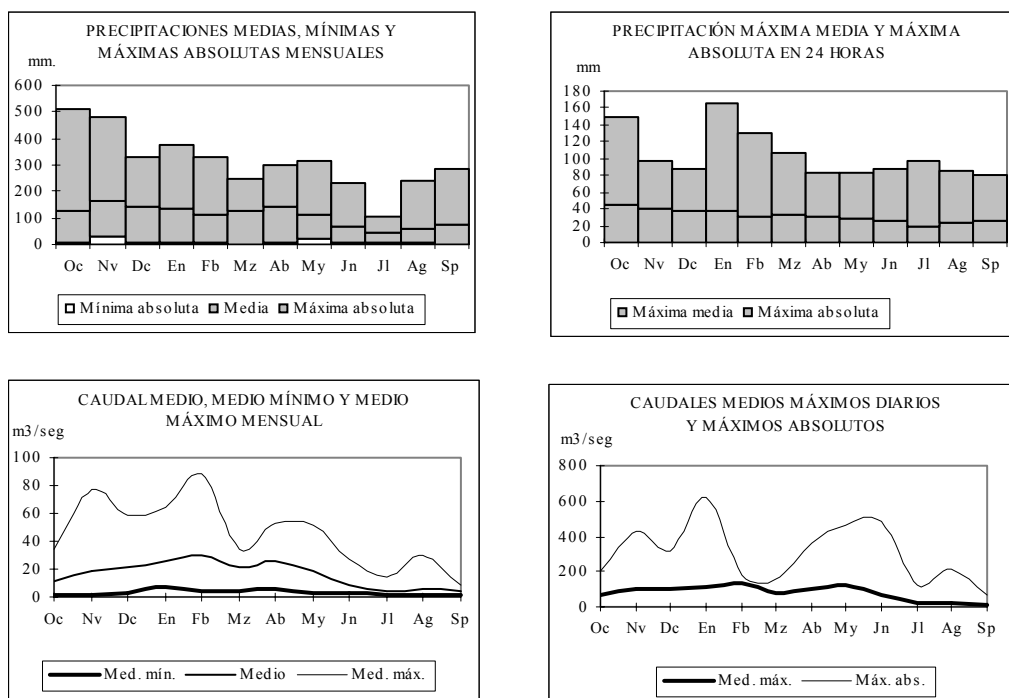 PRECIPITACIONES MEDIAS, MÍNIMAS Y
MÁXIMAS ABSOLUTAS MENSUALES
mm.
600
500
400
300
200
100
0
Oc Nv Dc En Fb Mz Ab My Jn Jl Ag Sp
Mínima absoluta Media Máxima absoluta
PRECIPITACIÓN MÁXIMA MEDIA Y MÁXIMA
ABSOLUTA EN 24 HORAS
mm
180
160
140
120
100
80
60
40
20
0
Oc Nv Dc En Fb Mz Ab My Jn Jl Ag Sp
Máxima media Máxima absoluta
CAUDAL MEDIO, MEDIO MÍNIMO Y MEDIO
MÁXIMO MENSUAL
m3/seg
100
80
60
40
20
0
Oc Nv Dc En Fb Mz Ab My Jn Jl Ag Sp
Med. mín. Medio Med. máx.
CAUDALES MEDIOS MÁXIMOS DIARIOS
Y MÁXIMOS ABSOLUTOS
m3/seg
800
600
400
200
0
Oc Nv Dc En Fb Mz Ab My Jn Jl Ag Sp
Med. máx. Máx. abs.